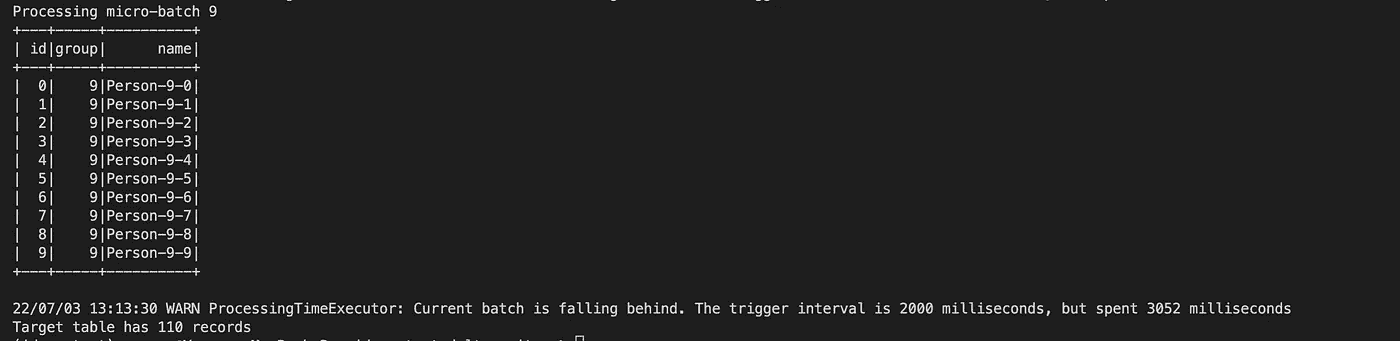 Processing micro-batch 9
+---+-----+----------+
| id|group|      name|
+---+-----+----------+
|  0|    9|Person-9-0|
|  1|    9|Person-9-1|
|  2|    9|Person-9-2|
|  3|    9|Person-9-3|
|  4|    9|Person-9-4|
|  5|    9|Person-9-5|
|  6|    9|Person-9-6|
|  7|    9|Person-9-7|
|  8|    9|Person-9-8|
|  9|    9|Person-9-9|
+---+-----+----------+
22/07/03 13:13:30 WARN ProcessingTimeExecutor: Current batch is falling behind. The trigger interval is 2000 milliseconds, but spent 3052 milliseconds
Target table has 110 records